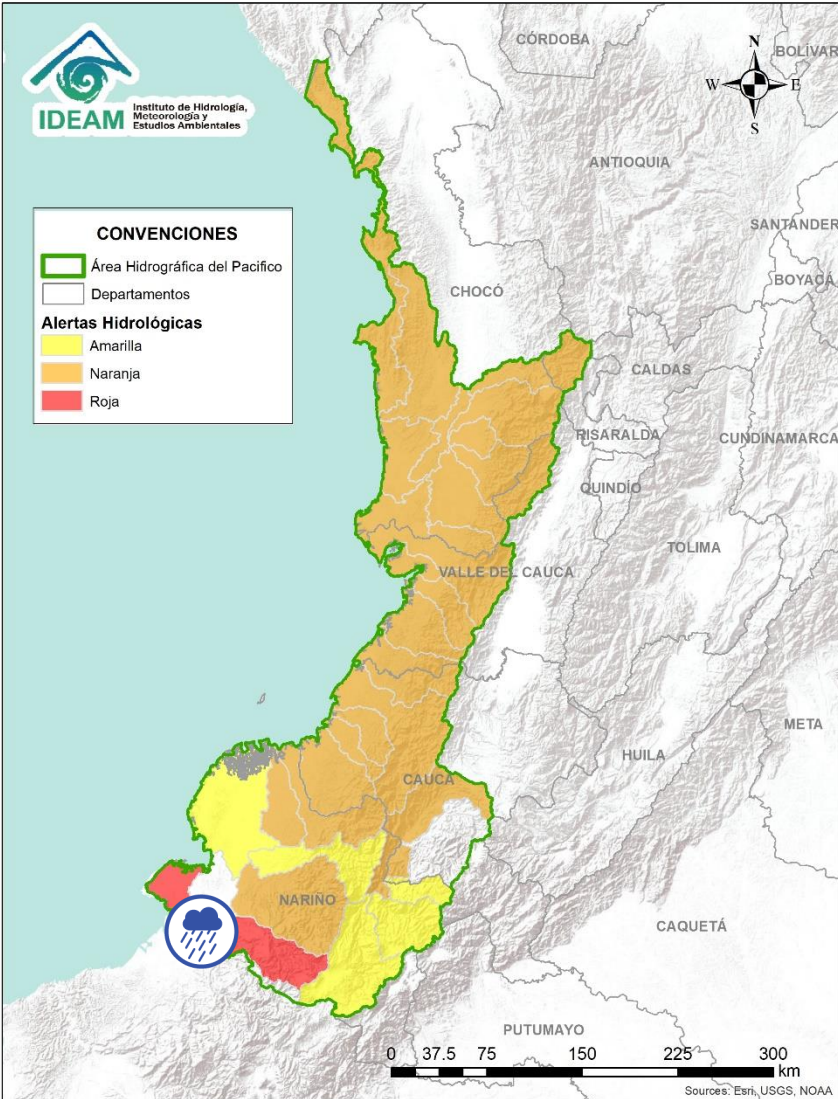 IDEAM
Instituto de Hidrología,
Meteorología y
Estudios Ambientales
N
W
E
S
CÓRDOBA
BOLÍVAR
ANTIOQUIA
SANTANDER
BOYACÁ
CONVENCIONES
Área Hidrográfica del Pacifico
Departamentos
Alertas Hidrológicas
Amarilla
Naranja
Roja
CHOCÓ
CALDAS
RISARALDA
CUNDINAMARCA
QUINDÍO
TOLIMA
VALLE DEL CAUCA
META
HUILA
CAUCA
NARIÑO
CAQUETÁ
PUTUMAYO
0 37.5 75 150 225 300
km
Sources: Esri, USGS, NOAA